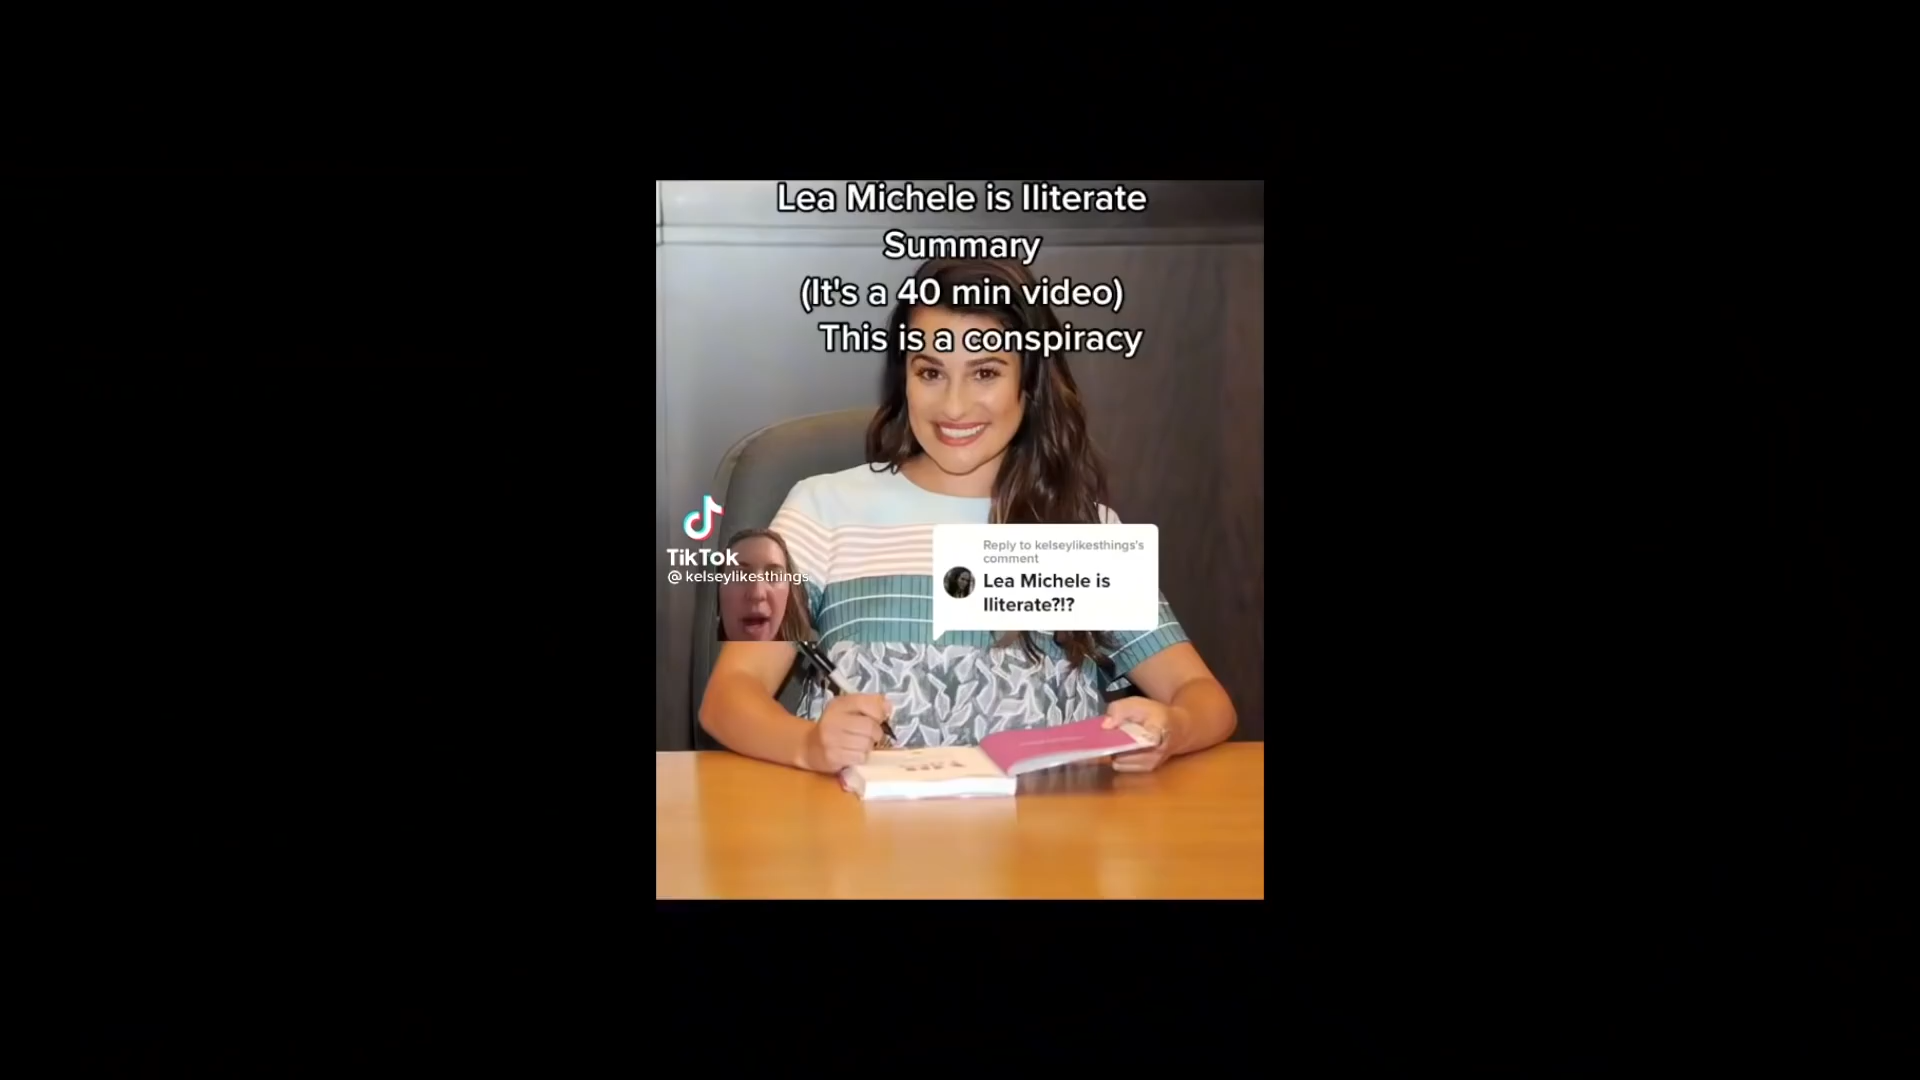 Lea Michele is Iliterate
Summary
(It's a 40 min video)
This is a conspiracy
TikTok
@kelseylikesthings
Reply to kelseylikesthings's
comment
Lea Michele is
Iliterate?!?